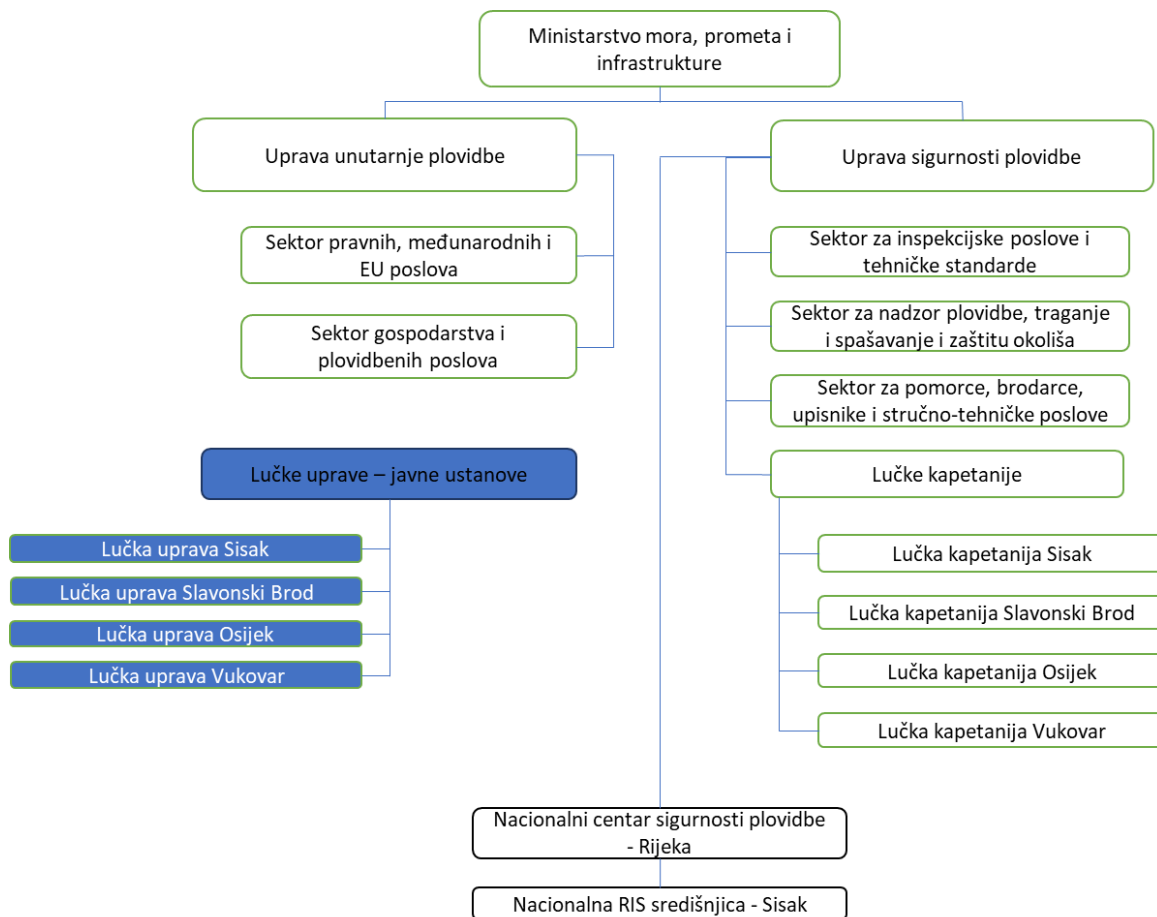 Ministarstvo mora, prometa i
infrastrukture
Uprava unutarnje plovidbe
Uprava sigurnosti plovidbe
Sektor pravnih, međunarodnih i
EU poslova
Sektor gospodarstva i
plovidbenih poslova
Sektor za inspekcijske poslove i
tehničke standarde
Sektor za nadzor plovidbe, traganje
i spašavanje i zaštitu okoliša
Sektor za pomorce, brodarce,
upisnike i stručno-tehničke poslove
Lučke uprave – javne ustanove
Lučka uprava Sisak
Lučka uprava Slavonski Brod
Lučka uprava Osijek
Lučka uprava Vukovar
Lučke kapetanije
Lučka kapetanija Sisak
Lučka kapetanija Slavonski Brod
Lučka kapetanija Osijek
Lučka kapetanija Vukovar
Nacionalni centar sigurnosti plovidbe
- Rijeka
Nacionalna RIS središnjica - Sisak